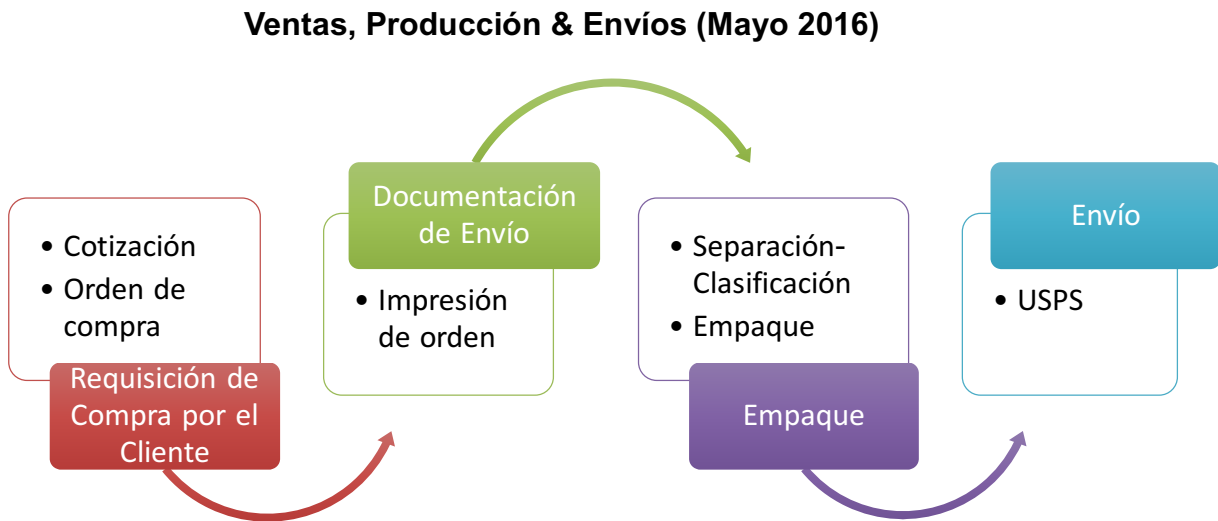 Ventas, Producción & Envíos (Mayo 2016)
• Cotización
• Orden de
compra
Requisición de
Compra por el
Cliente
Documentación
de Envío
• Impresión
de orden
• Separación-
Clasificación
• Empaque
Empaque
Envío
• USPS